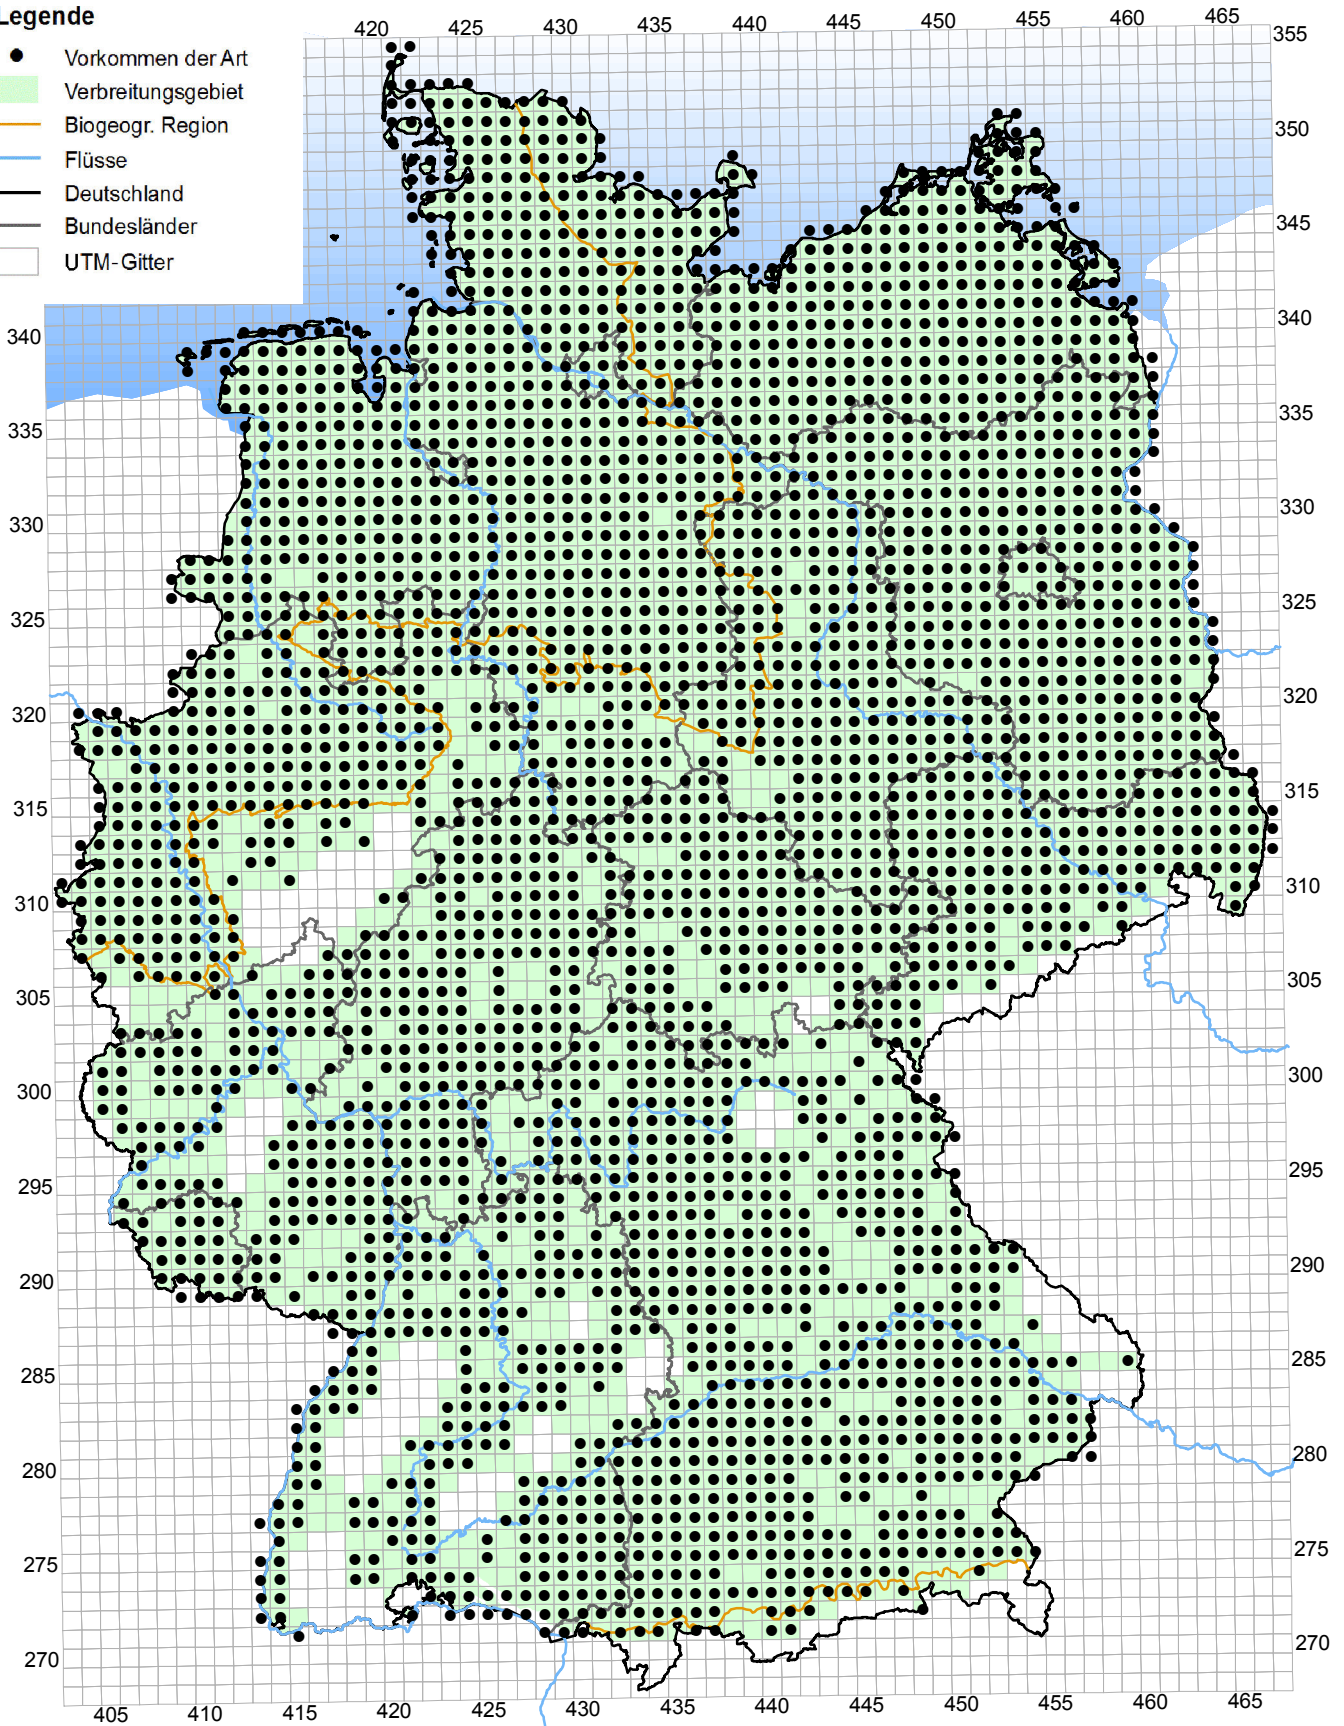 Legende
Vorkommen der Art
Verbreitungsgebiet
Biogeogr. Region
Flüsse
Deutschland
Bundesländer
UTM-Gitter
420 425 430 435 440 445 450 455 460 465
355
350
345
340 340
335 335
330 330
325 325
320 320
315 315
310 310
305 305
300 300
295 295
290 290
285 285
280 280
275 275
270 270
405 410 415 420 425 430 435 440 445 450 455 460 465